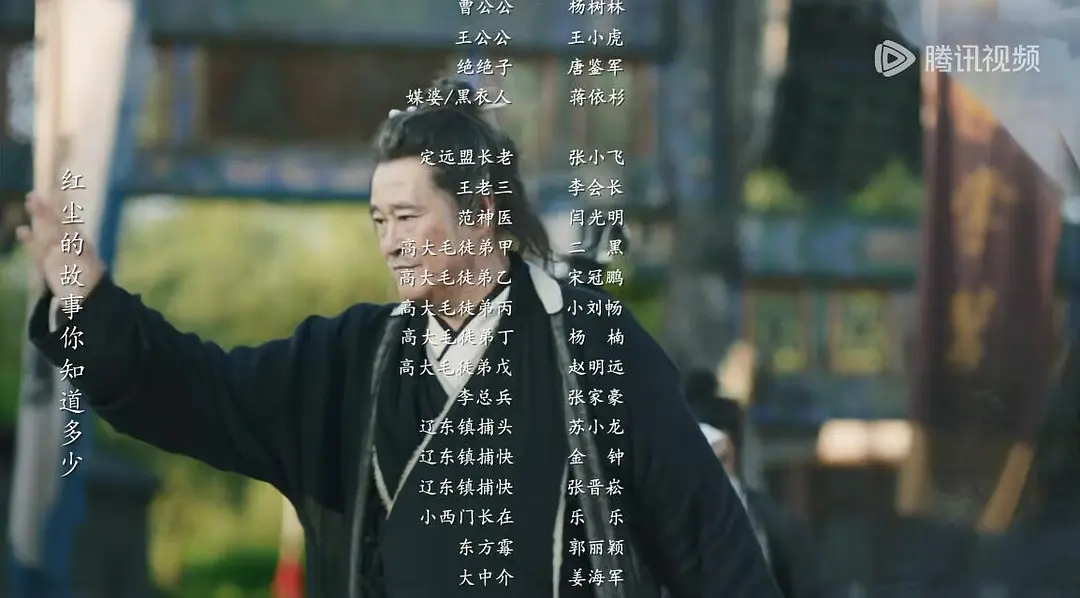 腾讯视频
红尘的故事你知道多少
曹公公 杨树林
王公公 王小虎
绝绝子 唐鉴军
媒婆/黑衣人 蒋依杉
定远盟长老 张小飞
王老三 李会长
范神医 闫光明
高大毛徒弟甲 二 黑
高大毛徒弟乙 宋冠鹏
高大毛徒弟丙 小刘畅
高大毛徒弟丁 杨 楠
高大毛徒弟戊 赵明远
李总兵 张家豪
辽东镇捕头 苏小龙
辽东镇捕快 金 钟
辽东镇捕快 张晋崧
小西门长在 乐 乐
东方霉 郭丽颖
大中介 姜海军